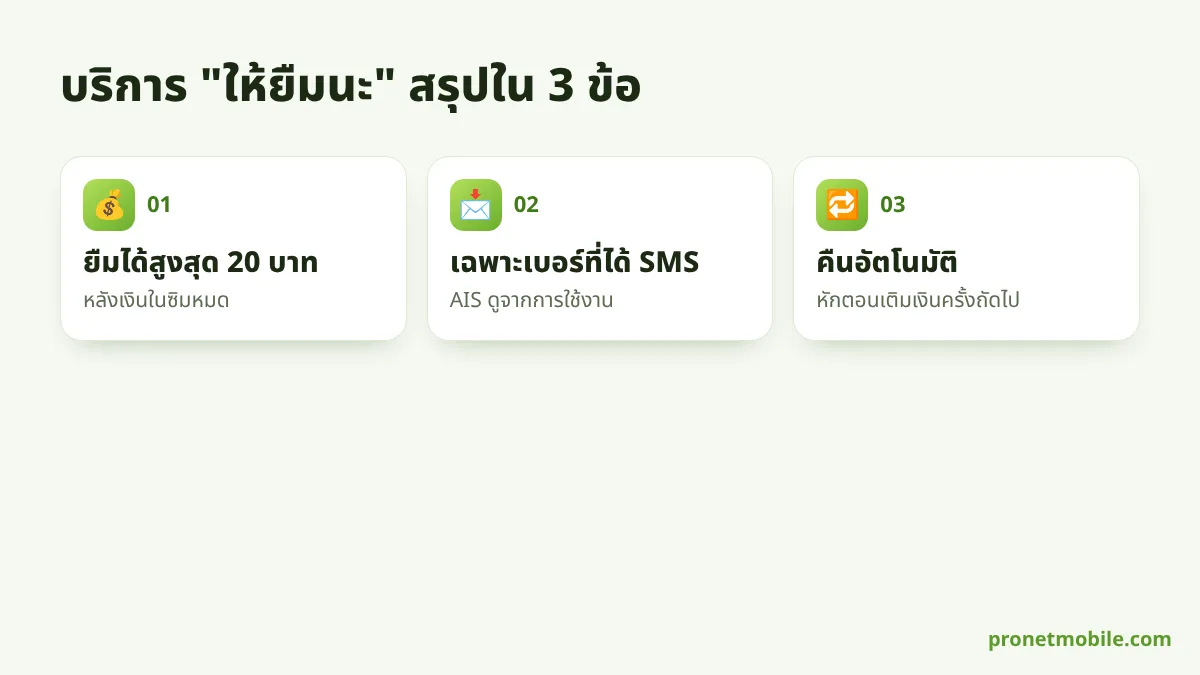 บริการ "ให้ยืมนะ" สรุปใน 3 ข้อ
01
ยืมได้สูงสุด 20 บาท
หลังเงินในซิมหมด
02
เฉพาะเบอร์ที่ได้ SMS
AIS ดูจากการใช้งาน
03
คืนอัตโนมัติ
หักตอนเติมเงินครั้งถัดไป
pronetmobile.com